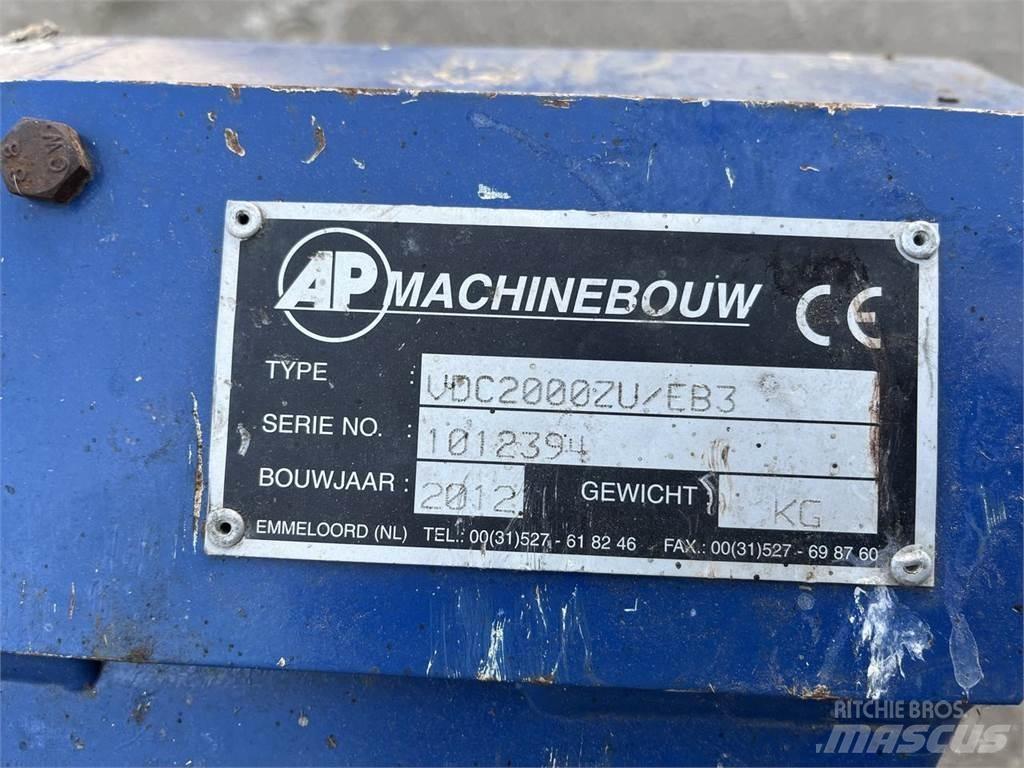 AP MACHINEBOUW CE
TYPE : VDC2000ZU/EB3
SERIE NO. : 1012394
BOUWJAAR : 2012 GEWICHT : KG
EMMELOORD (NL) TEL.: 00(31)527 - 61 82 46 FAX.: 00(31)527 - 69 87 60
RITCHIE BROS
MASCUS